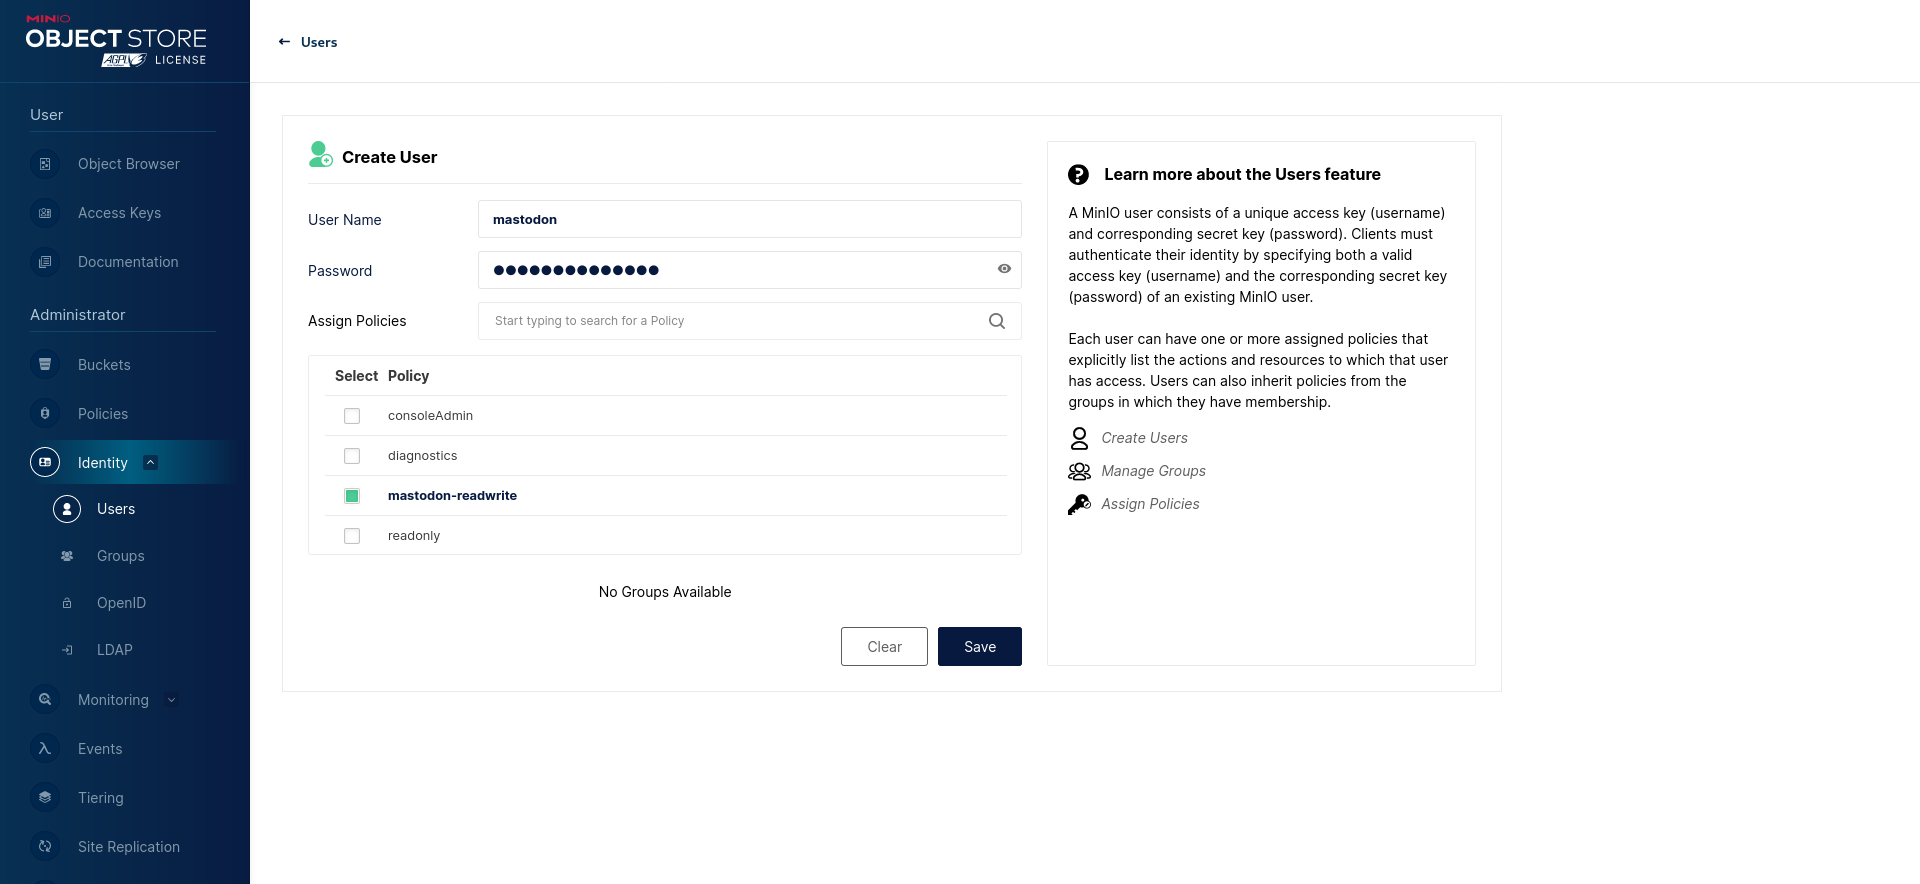 MINIO
OBJECT STORE
AGPL LICENSE
User
Object Browser
Access Keys
Documentation
Administrator
Buckets
Policies
Identity
Users
Groups
OpenID
LDAP
Monitoring
Events
Tiering
Site Replication
Users
Create User
User Name mastodon
Password ●●●●●●●●●●●●●●
Assign Policies Start typing to search for a Policy
Select Policy
consoleAdmin
diagnostics
mastodon-readwrite
readonly
No Groups Available
Clear Save
Learn more about the Users feature
A MinIO user consists of a unique access key (username)
and corresponding secret key (password). Clients must
authenticate their identity by specifying both a valid
access key (username) and the corresponding secret key
(password) of an existing MinIO user.
Each user can have one or more assigned policies that
explicitly list the actions and resources to which that user
has access. Users can also inherit policies from the
groups in which they have membership.
Create Users
Manage Groups
Assign Policies